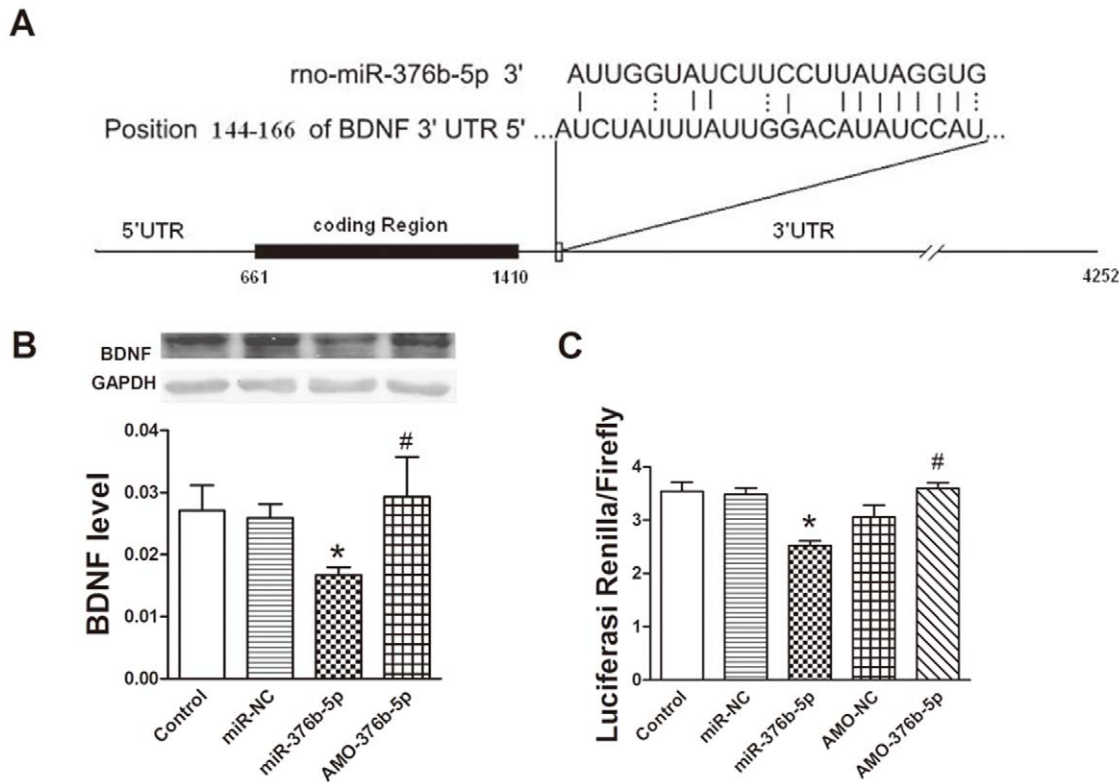 A
rno-miR-376b-5p 3' AUUGGUAUCUUCCUUAUAGGUG
Position 144-166 of BDNF 3' UTR 5' ...AUCUAUUUAUUGGACAUAUCCAU...
5'UTR
coding Region
3'UTR
661
1410
4252
B
BDNF
GAPDH
BDNF level
0.04
0.03
0.02
0.01
0.00
*
#
Control
miR-NC
miR-376b-5p
AMO-376b-5p
C
Luciferasi Renilla/Firefly
4
3
2
1
0
*
#
Control
miR-NC
miR-376b-5p
AMO-NC
AMO-376b-5p